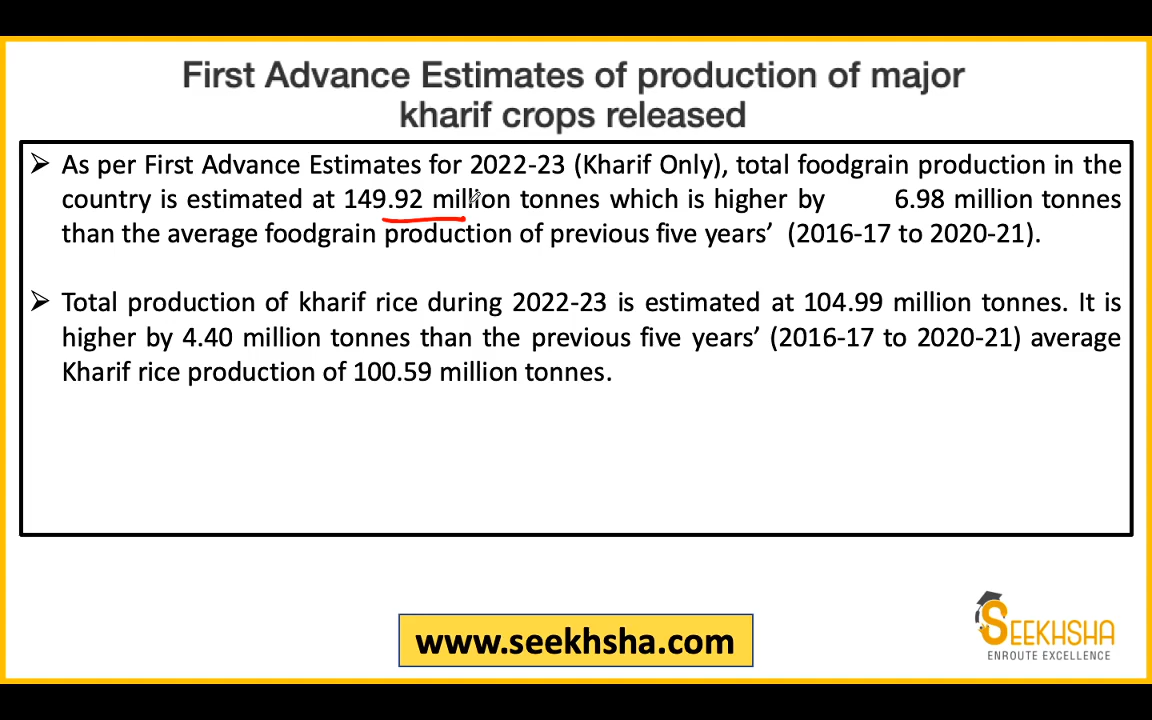 First Advance Estimates of production of major
kharif crops released
➢ As per First Advance Estimates for 2022-23 (Kharif Only), total foodgrain production in the
country is estimated at 149.92 million tonnes which is higher by 6.98 million tonnes
than the average foodgrain production of previous five years’ (2016-17 to 2020-21).
➢ Total production of kharif rice during 2022-23 is estimated at 104.99 million tonnes. It is
higher by 4.40 million tonnes than the previous five years’ (2016-17 to 2020-21) average
Kharif rice production of 100.59 million tonnes.
www.seekhsha.com
SEEKHSHA
ENROUTE EXCELLENCE